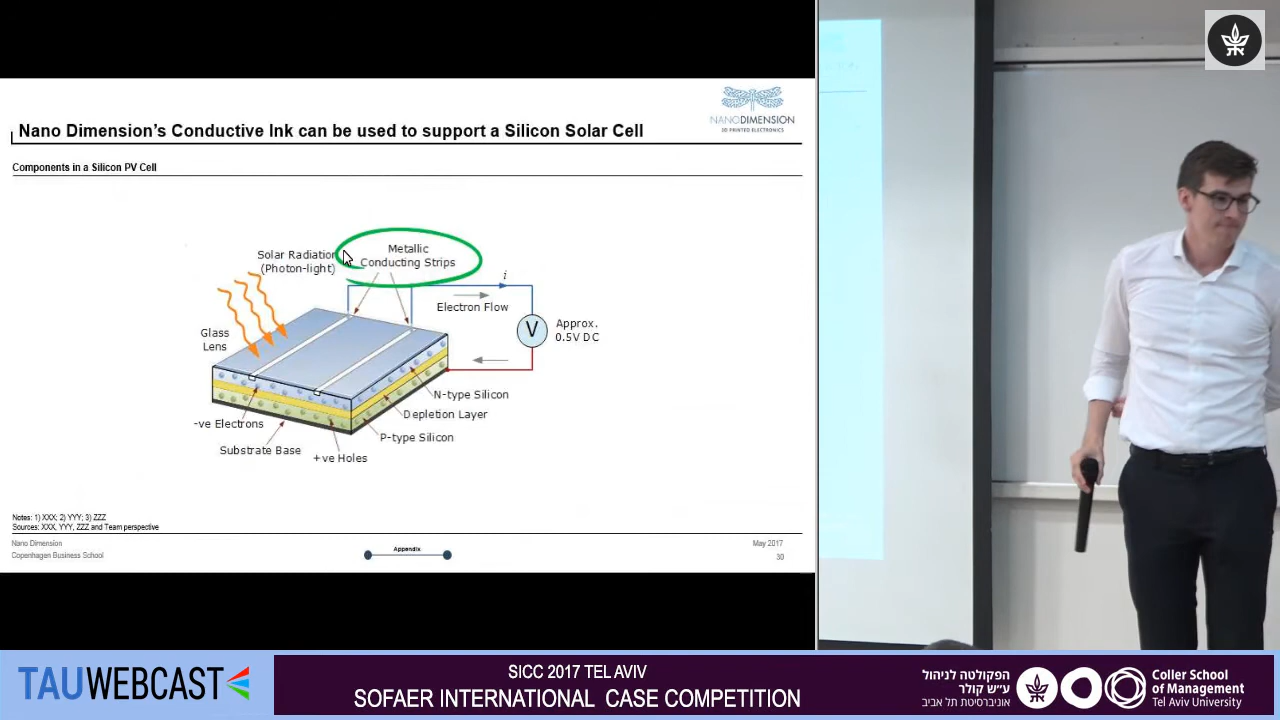 NANODIMENSION
3D PRINTED ELECTRONICS
Nano Dimension's Conductive Ink can be used to support a Silicon Solar Cell
Components in a Silicon PV Cell
Solar Radiation
(Photon-light)
Metallic
Conducting Strips
i
Electron Flow
Glass
Lens
V
Approx.
0.5V DC
N-type Silicon
Depletion Layer
P-type Silicon
-ve Electrons
Substrate Base
+ve Holes
Notes: 1) XXX; 2) YYY; 3) ZZZ
Sources: XXX, YYY, ZZZ and Team perspective
Nano Dimension
Copenhagen Business School
Appendix
May 2017
30
TAUWEBCAST
SICC 2017 TEL AVIV
SOFAER INTERNATIONAL CASE COMPETITION
הפקולטה לניהול
ע״ש קולר
אוניברסיטת תל אביב
Coller School
of Management
Tel Aviv University